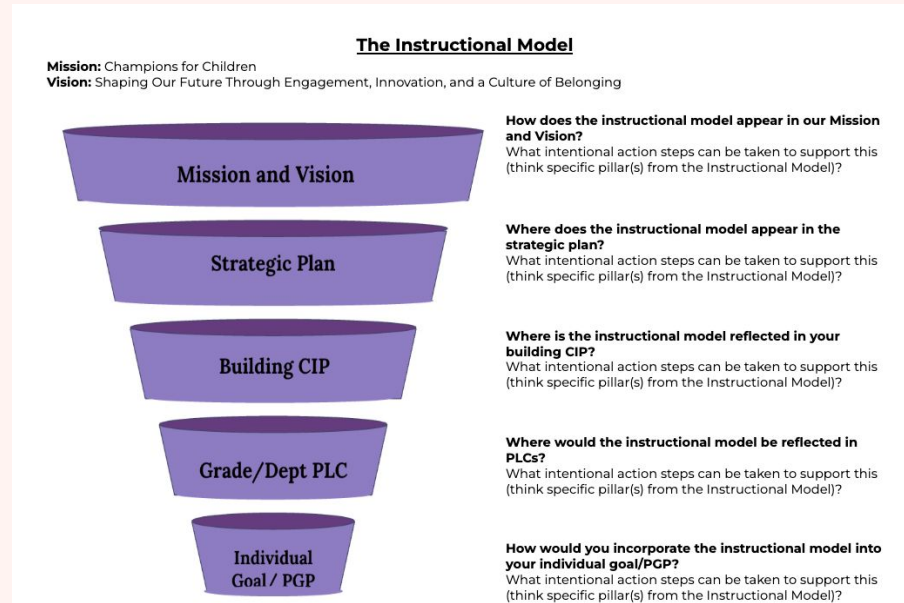 The Instructional Model
Mission: Champions for Children
Vision: Shaping Our Future Through Engagement, Innovation, and a Culture of Belonging
Mission and Vision
How does the instructional model appear in our Mission
and Vision?
What intentional action steps can be taken to support this
(think specific pillar(s) from the Instructional Model)?
Strategic Plan
Where does the instructional model appear in the
strategic plan?
What intentional action steps can be taken to support this
(think specific pillar(s) from the Instructional Model)?
Building CIP
Where is the instructional model reflected in your
building CIP?
What intentional action steps can be taken to support this
(think specific pillar(s) from the Instructional Model)?
Grade/Dept PLC
Where would the instructional model be reflected in
PLCs?
What intentional action steps can be taken to support this
(think specific pillar(s) from the Instructional Model)?
Individual
Goal / PGP
How would you incorporate the instructional model into
your individual goal/PGP?
What intentional action steps can be taken to support this
(think specific pillar(s) from the Instructional Model)?